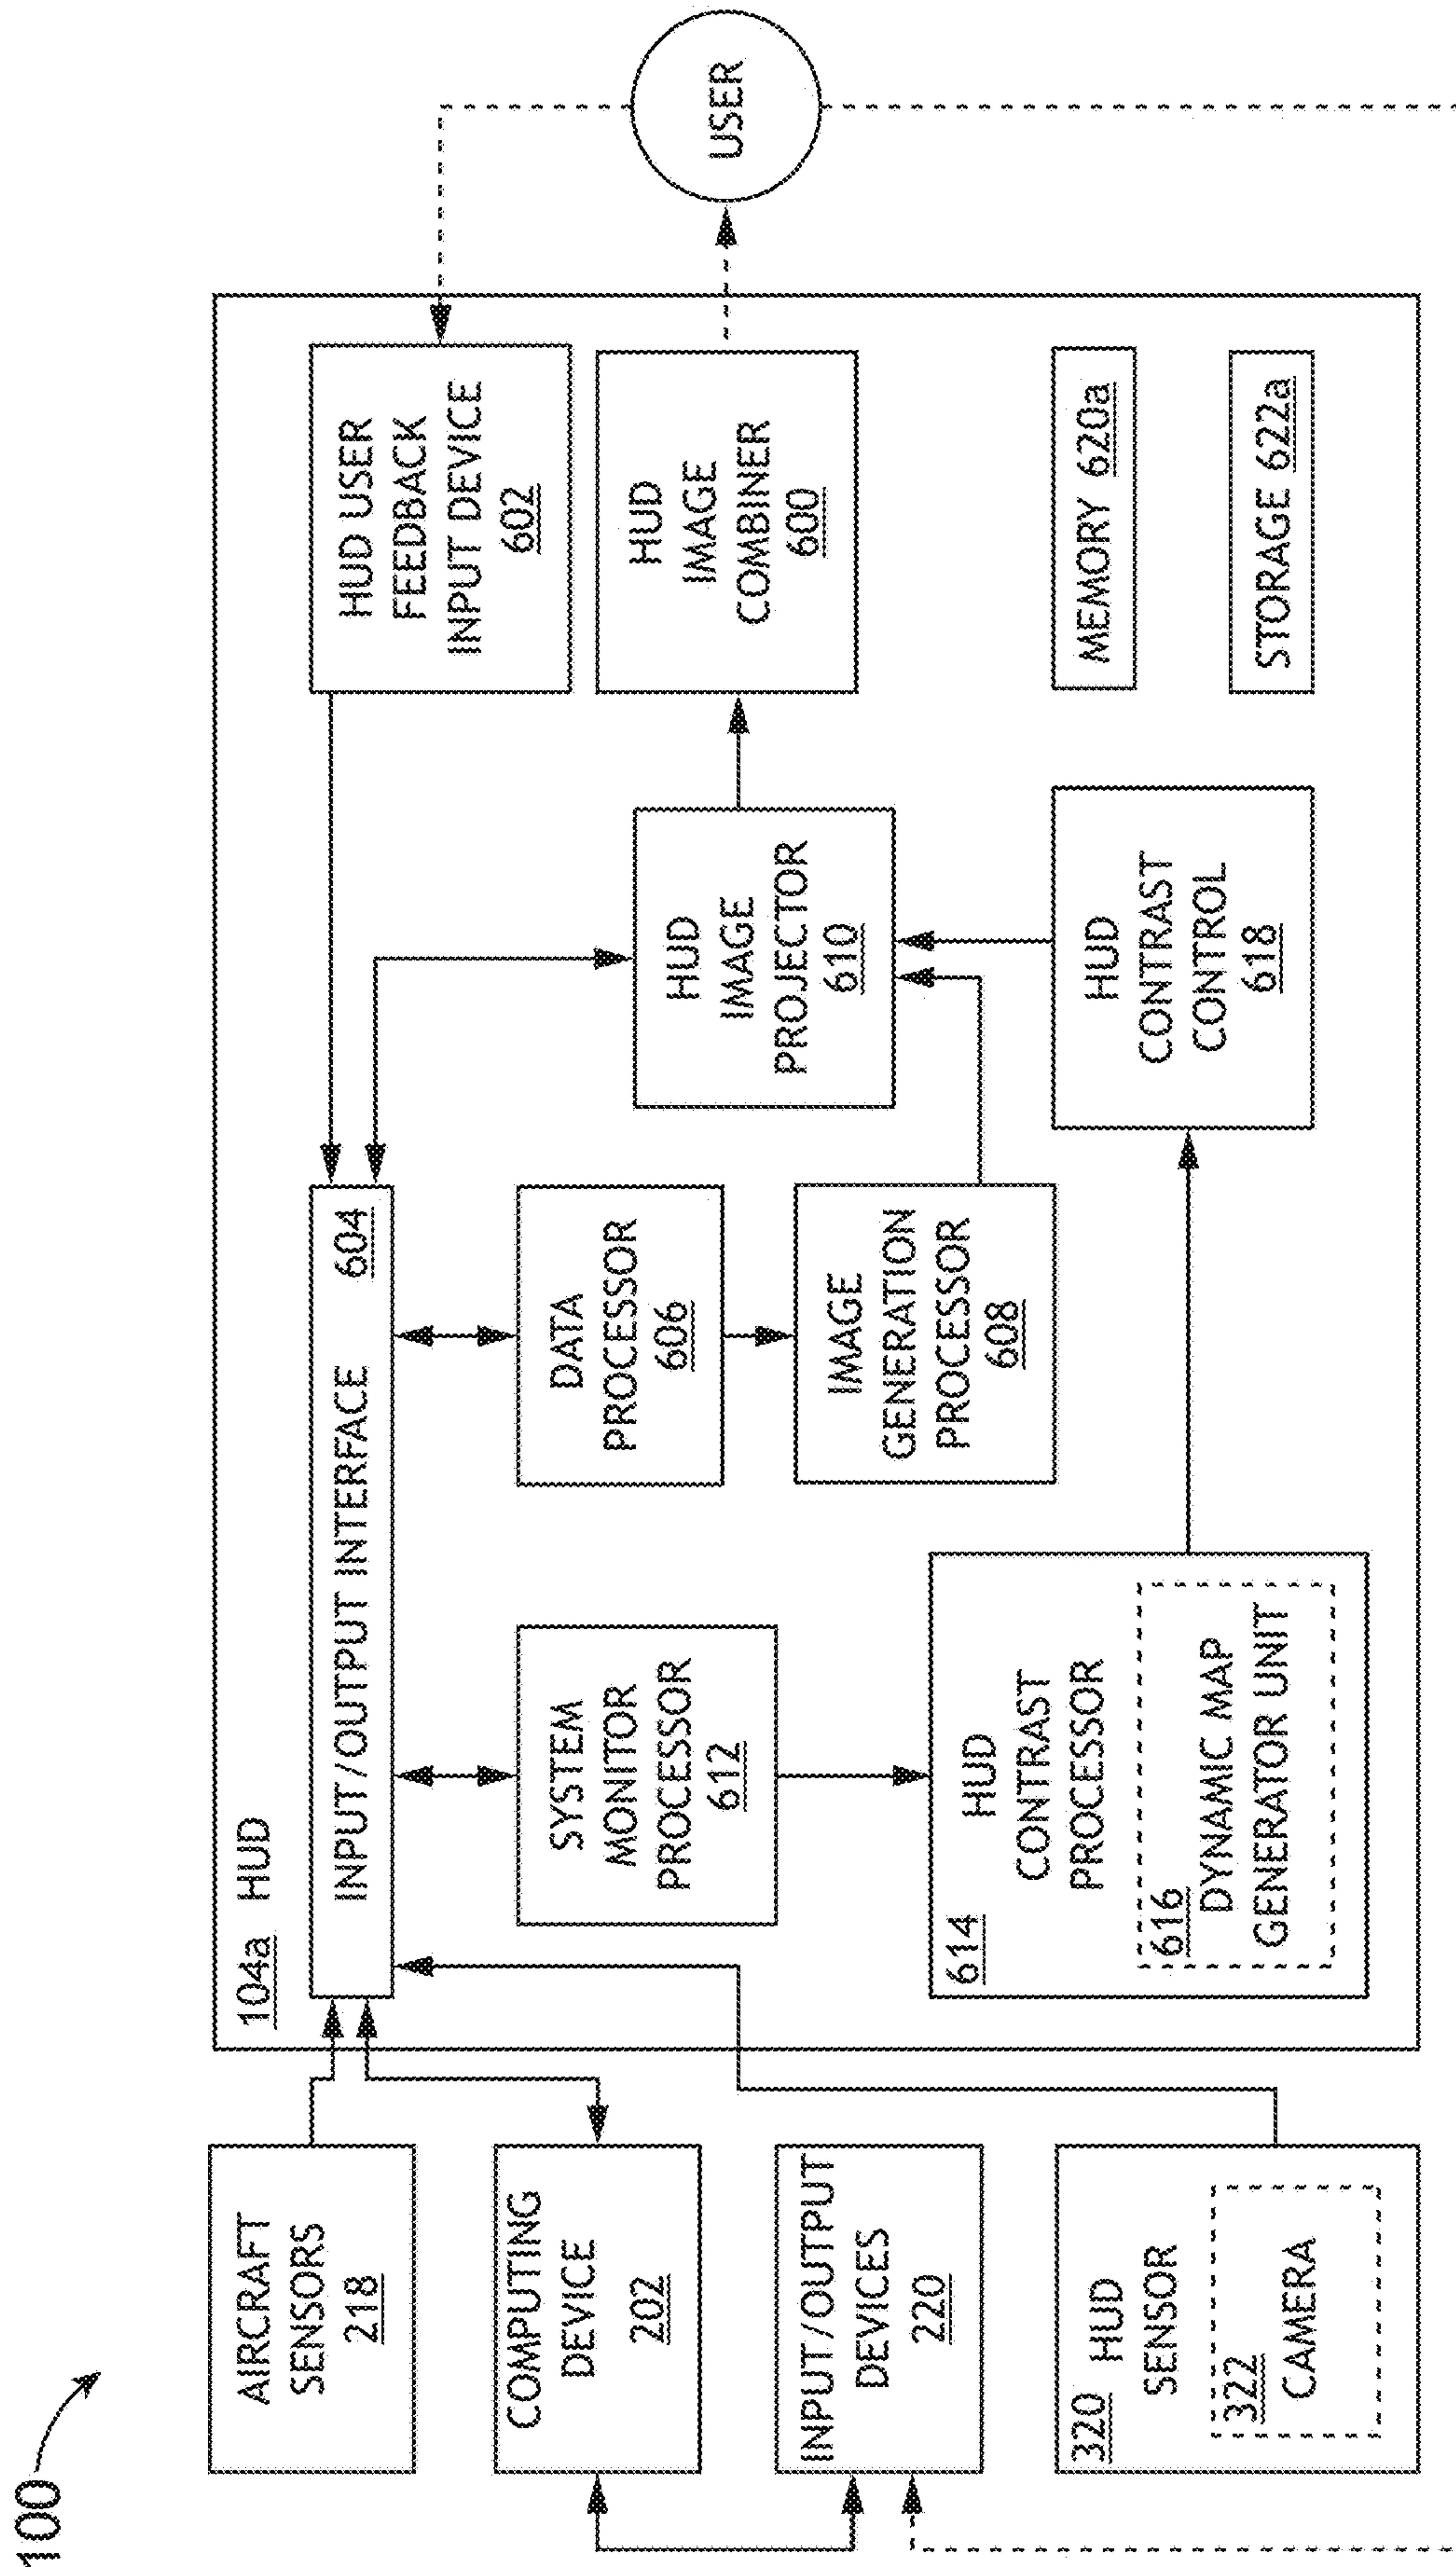 100
AIRCRAFT
SENSORS
218
COMPUTING
DEVICE
202
INPUT/OUTPUT
DEVICES
220
320 HUD
SENSOR
322
CAMERA
104a HUD
INPUT/OUTPUT INTERFACE 604
SYSTEM
MONITOR
PROCESSOR
612
DATA
PROCESSOR
606
IMAGE
GENERATION
PROCESSOR
608
614
HUD
CONTRAST
PROCESSOR
616
DYNAMIC MAP
GENERATOR UNIT
HUD
IMAGE
PROJECTOR
610
HUD
CONTRAST
CONTROL
618
HUD USER
FEEDBACK
INPUT DEVICE
602
HUD
IMAGE
COMBINER
600
MEMORY 620a
STORAGE 622a
USER